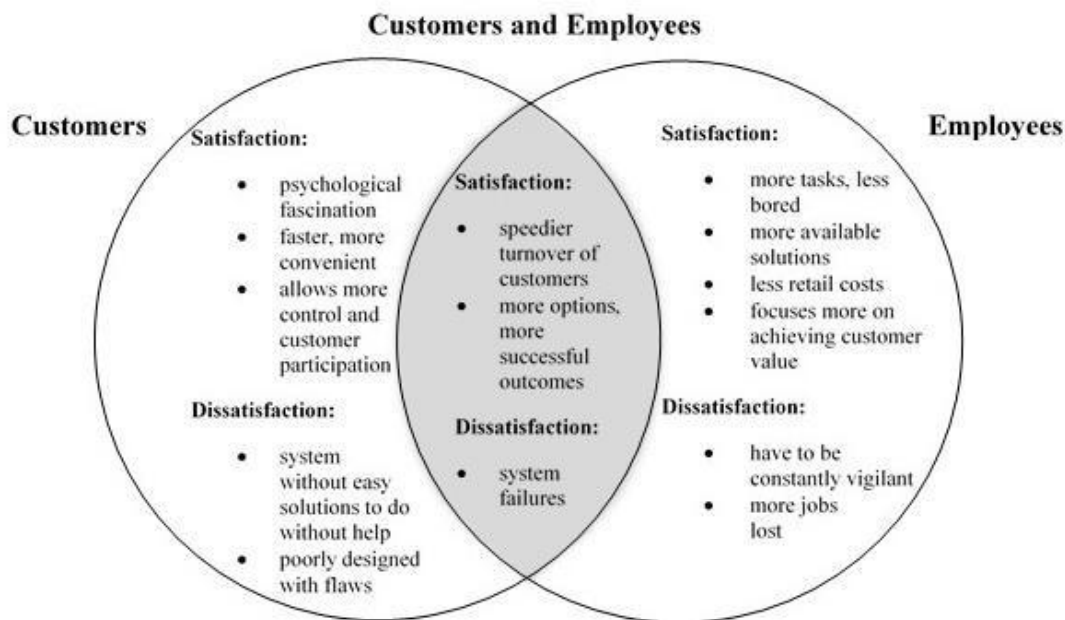 Customers and Employees
Customers
Satisfaction:
• psychological
fascination
• faster, more
convenient
• allows more
control and
customer
participation
Dissatisfaction:
• system
without easy
solutions to do
without help
• poorly designed
with flaws
Satisfaction:
• speedier
turnover of
customers
• more options,
more
successful
outcomes
Dissatisfaction:
• system
failures
Employees
Satisfaction:
• more tasks, less
bored
• more available
solutions
• less retail costs
• focuses more on
achieving customer
value
Dissatisfaction:
• have to be
constantly vigilant
• more jobs
lost